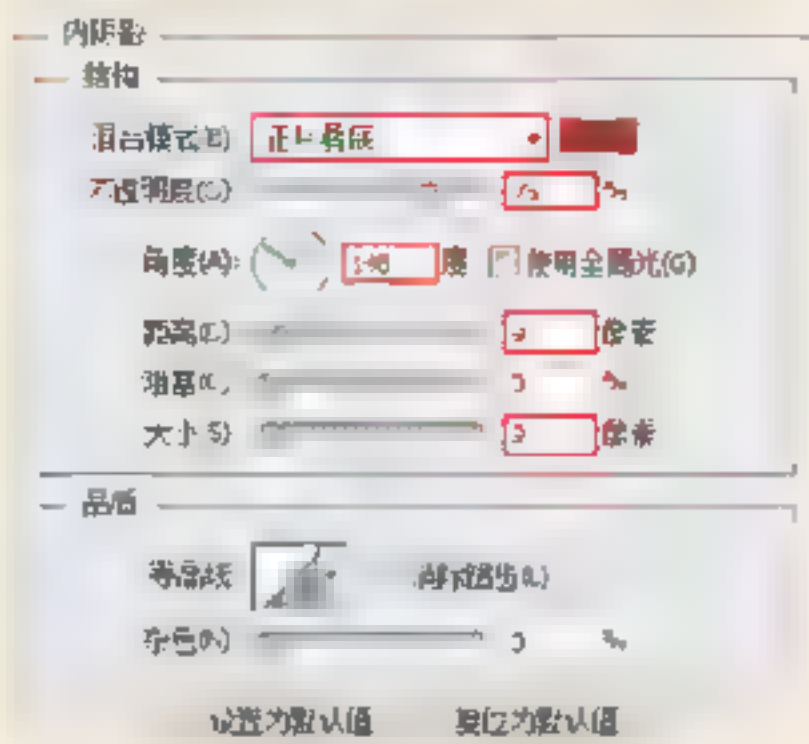 内阴影
结构
混合模式(B) 正片叠底
不透明度(O) %
角度(A): 度 使用全局光(G)
距离(D) 像素
阻塞(C) %
大小(S) 像素
品质
等高线 消除锯齿(L)
杂色(N) %
设置为默认值 复位为默认值